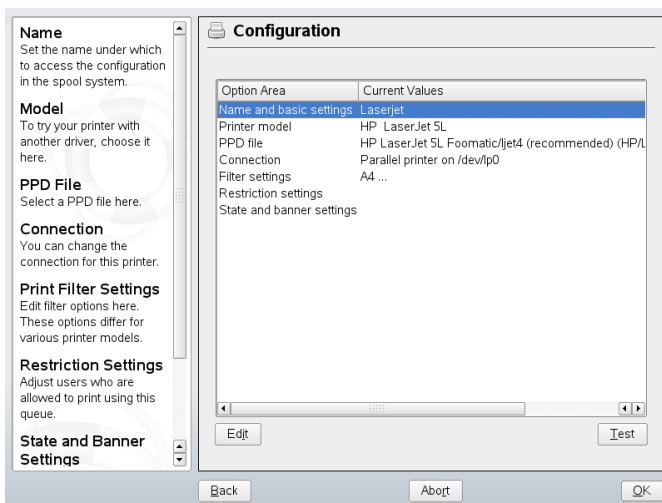 Name
Set the name under which
to access the configuration
in the spool system.
Model
To try your printer with
another driver, choose it
here.
PPD File
Select a PPD file here.
Connection
You can change the
connection for this printer.
Print Filter Settings
Edit filter options here.
These options differ for
various printer models.
Restriction Settings
Adjust users who are
allowed to print using this
queue.
State and Banner
Settings
Configuration
Option Area Current Values
Name and basic settings Laserjet
Printer model HP LaserJet 5L
PPD file HP LaserJet 5L Foomatic/ljet4 (recommended) (HP/L
Connection Parallel printer on /dev/lp0
Filter settings A4 ...
Restriction settings
State and banner settings
Edit Test
Back Abort OK